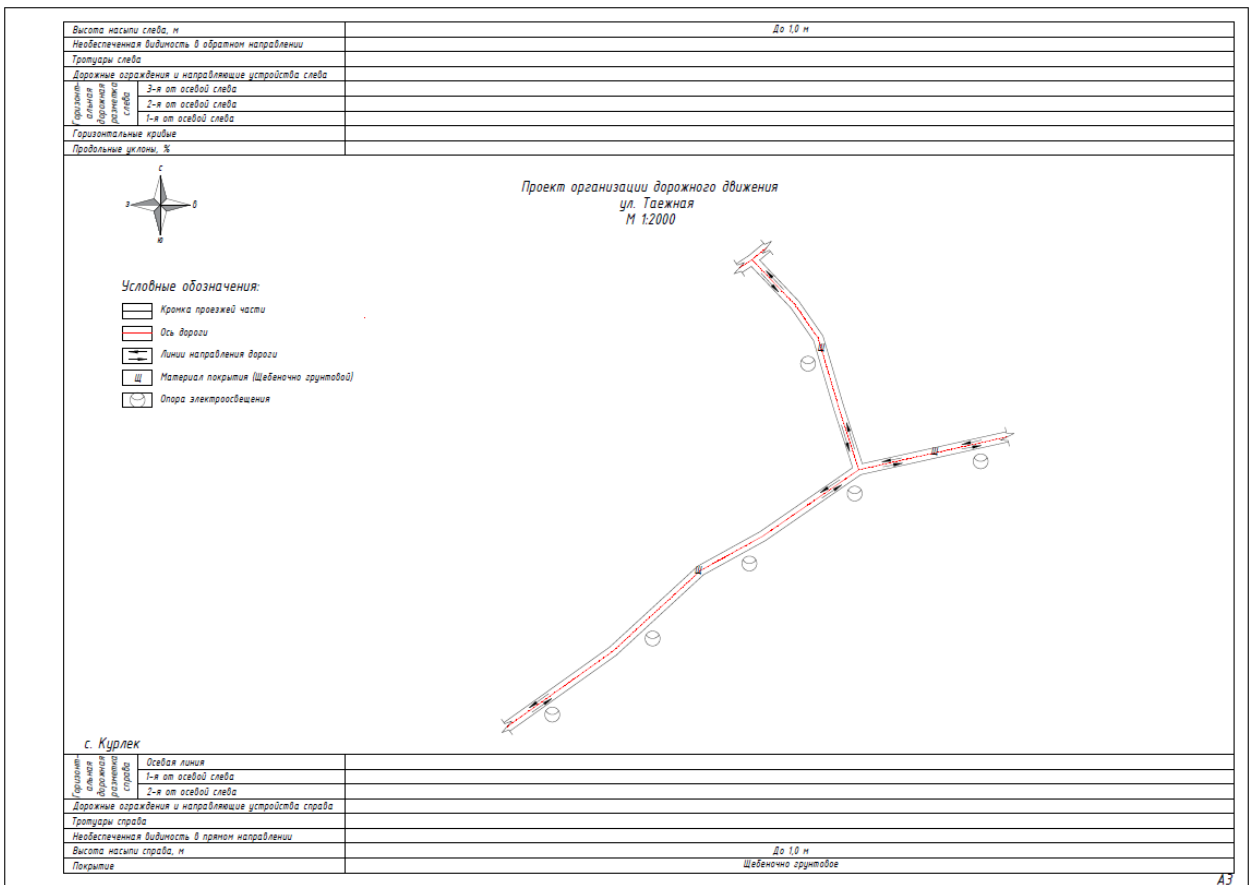 Высота насыпи слева, м
До 1,0 м
Необеспеченная видимость в обратном направлении
Тротуары слева
Дорожные ограждения и направляющие устройства слева
Горизонт-
альная
дорожная
разметка
слева
3-я от осевой слева
2-я от осевой слева
1-я от осевой слева
Горизонтальные кривые
Продольные уклоны, %
с
з
в
ю
Проект организации дорожного движения
ул. Таежная
М 1:2000
Условные обозначения:
Кромка проезжей части
Ось дороги
Линии направления дороги
Щ Материал покрытия (Щебеночно грунтовой)
Опора электроосвещения
Щ
Щ
Щ
с. Курлек
Горизонт-
альная
дорожная
разметка
справа
Осевая линия
1-я от осевой слева
2-я от осевой слева
Дорожные ограждения и направляющие устройства справа
Тротуары справа
Необеспеченная видимость в прямом направлении
Высота насыпи справа, м
До 1,0 м
Покрытие
Щебеночно грунтовое
А3